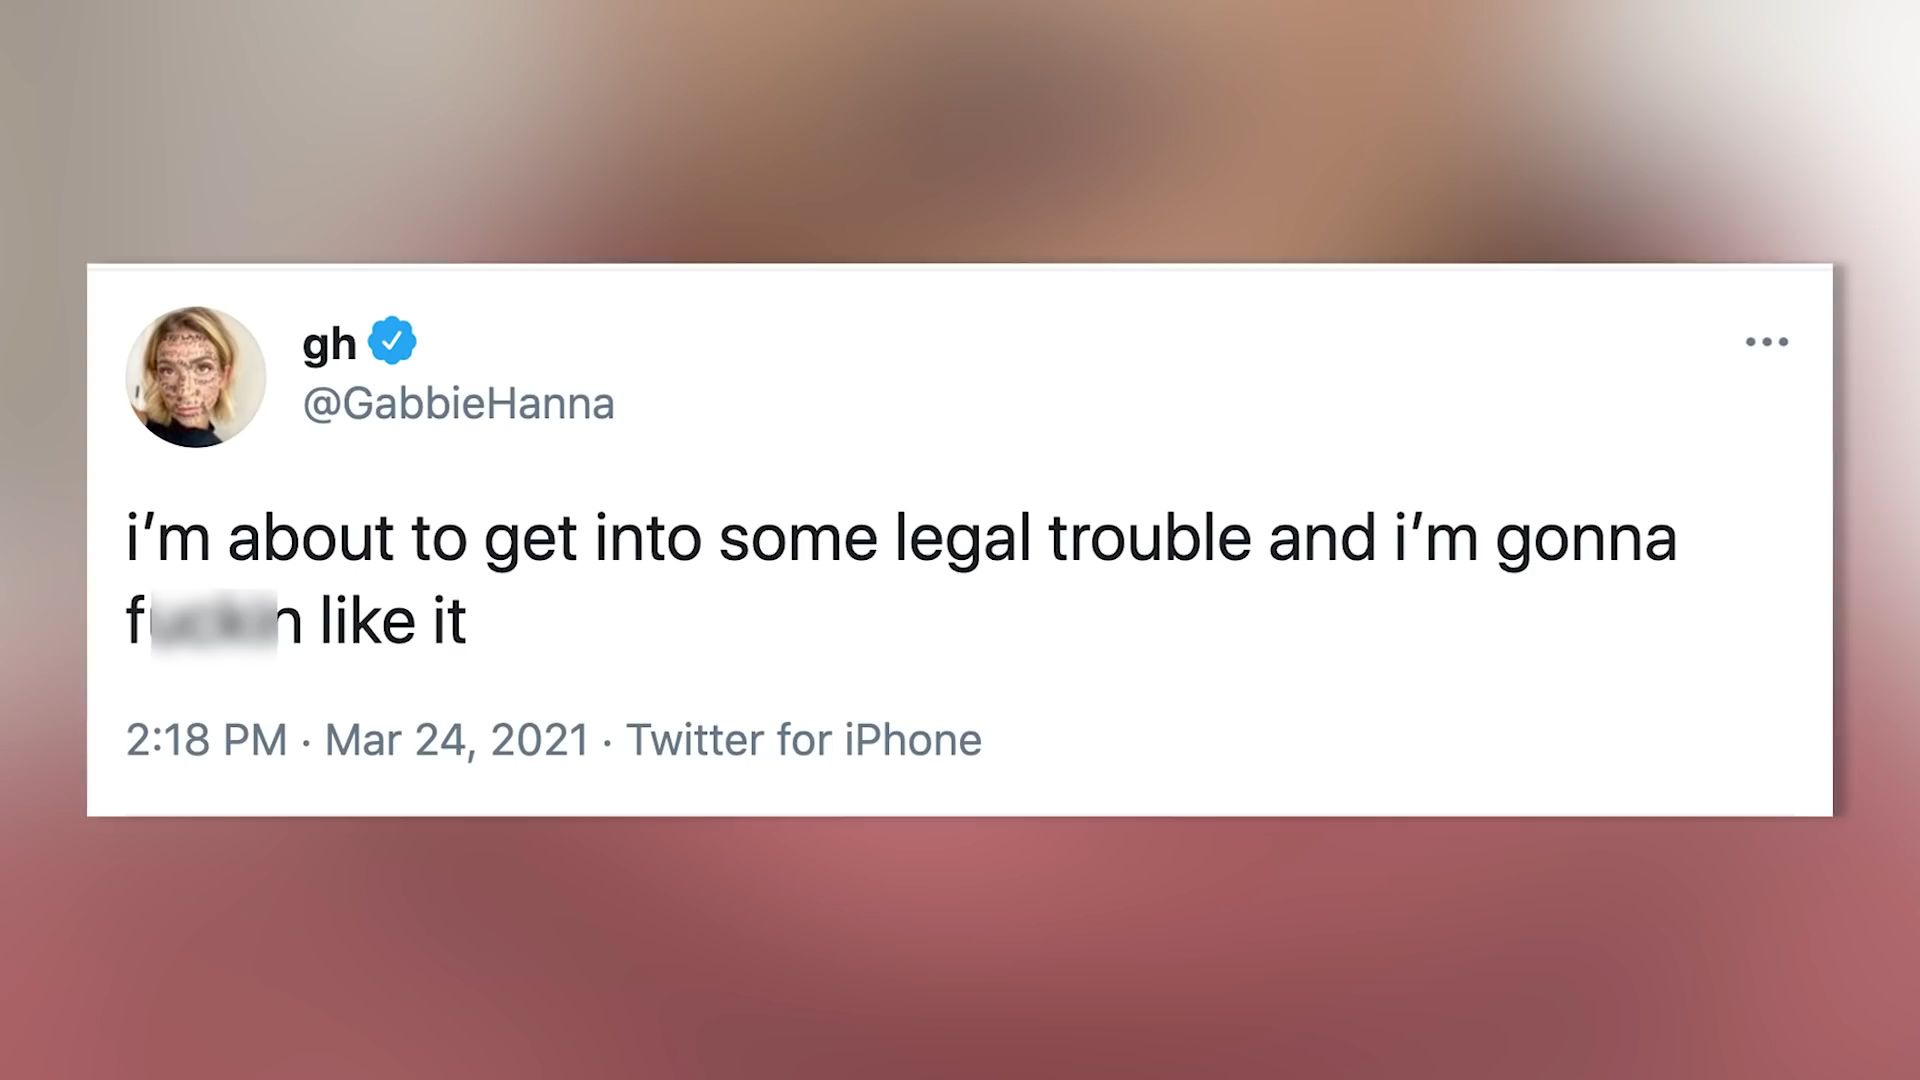 gh
@GabbieHanna
i'm about to get into some legal trouble and i'm gonna
like it
2:18 PM · Mar 24, 2021 · Twitter for iPhone